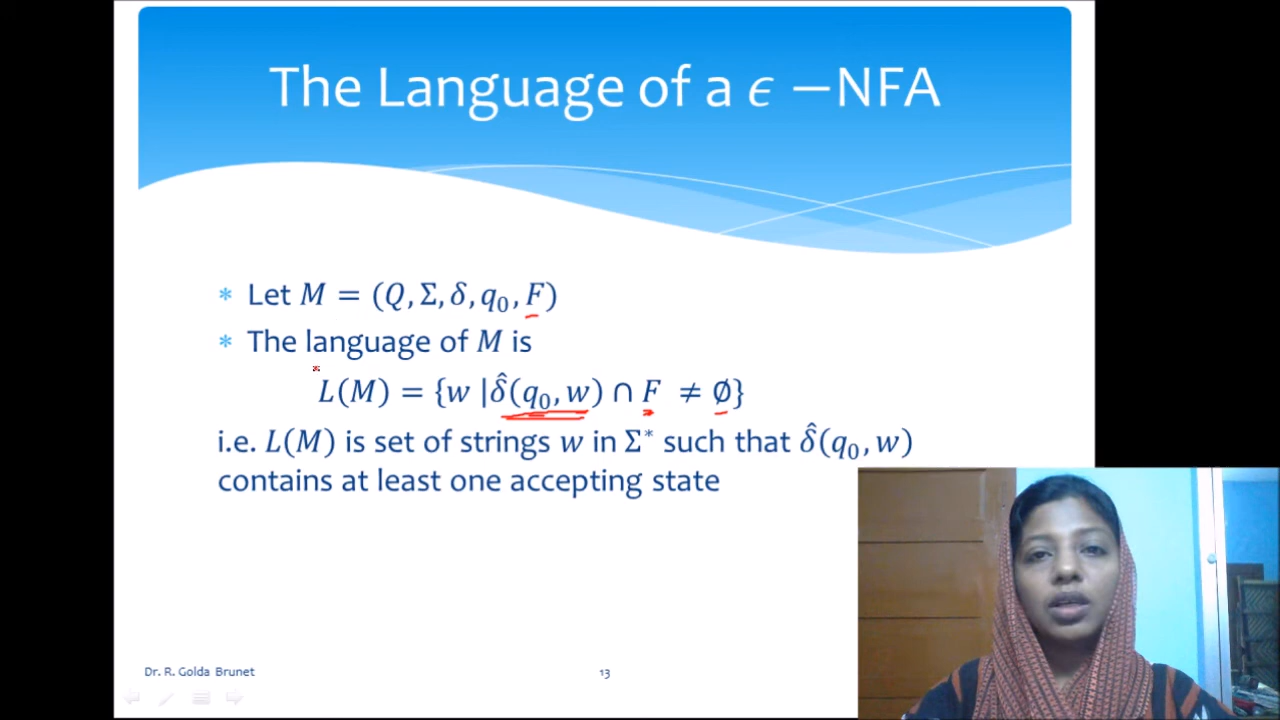 The Language of a ϵ −NFA
* Let M = (Q, Σ, δ, q₀, F)
* The language of M is
L(M) = {w |δ̂(q₀, w) ∩ F ≠ ∅}
i.e. L(M) is set of strings w in Σ* such that δ̂(q₀, w)
contains at least one accepting state
Dr. R. Golda Brunet
13